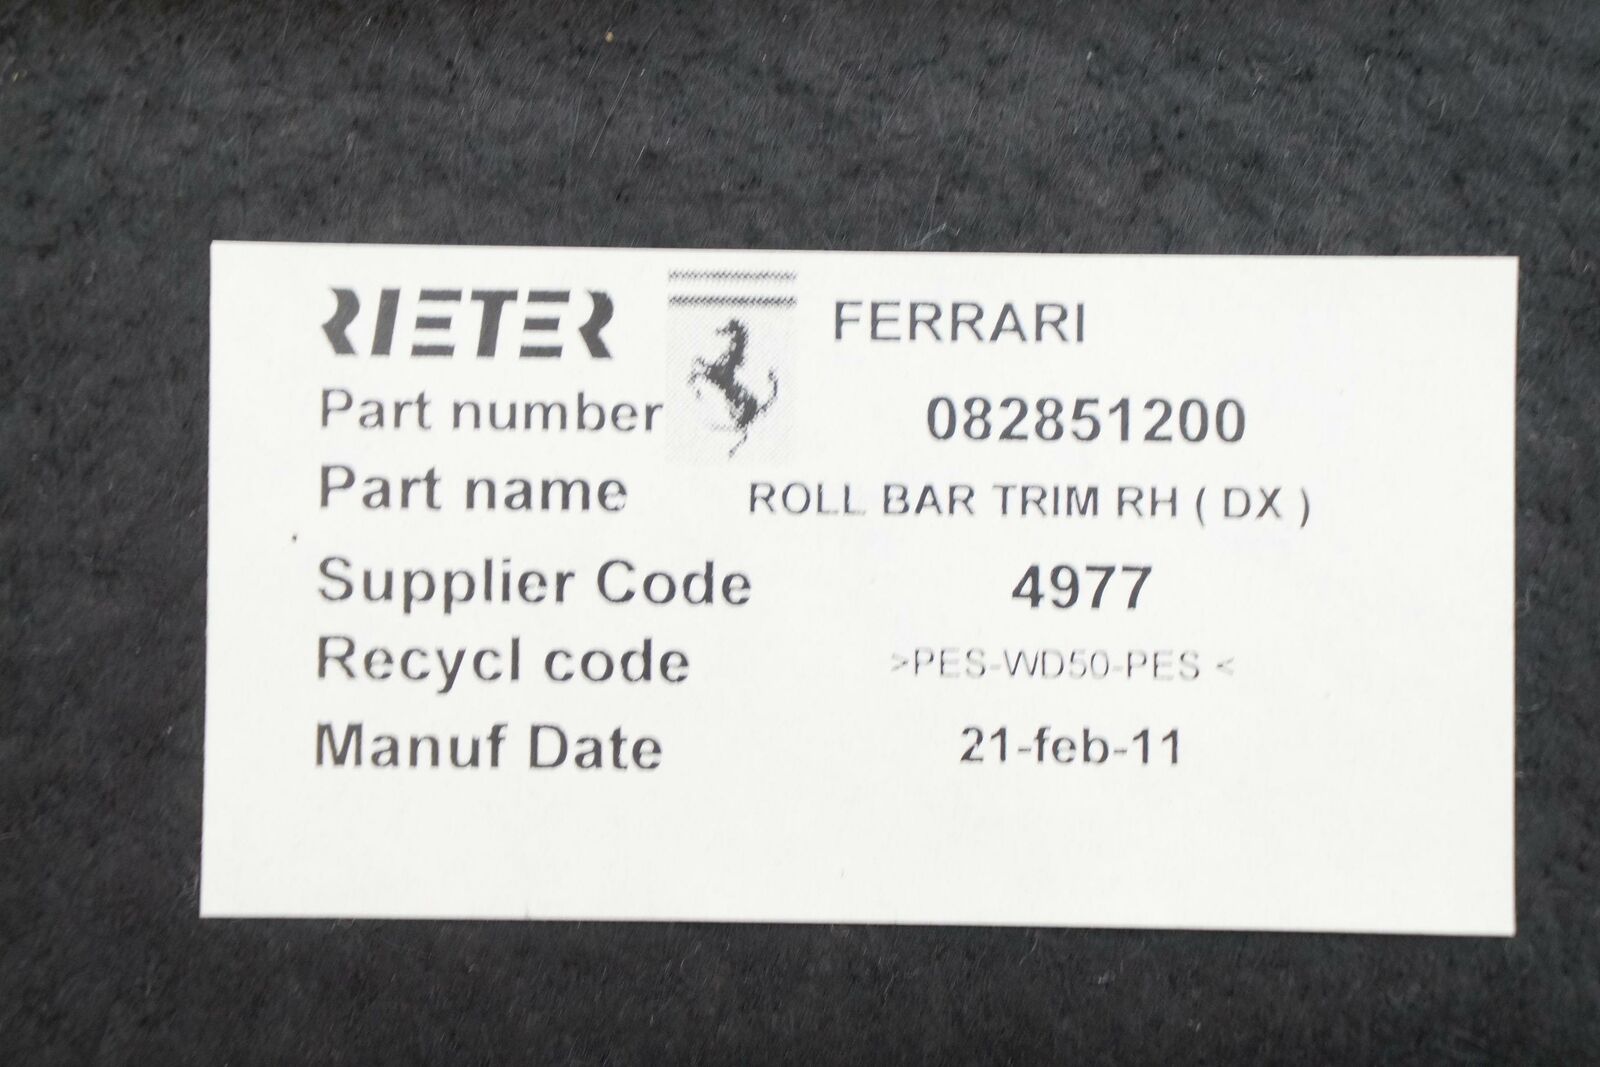 RIETER FERRARI
Part number 082851200
Part name ROLL BAR TRIM RH ( DX )
Supplier Code 4977
Recycl code >PES-WD50-PES <
Manuf Date 21-feb-11